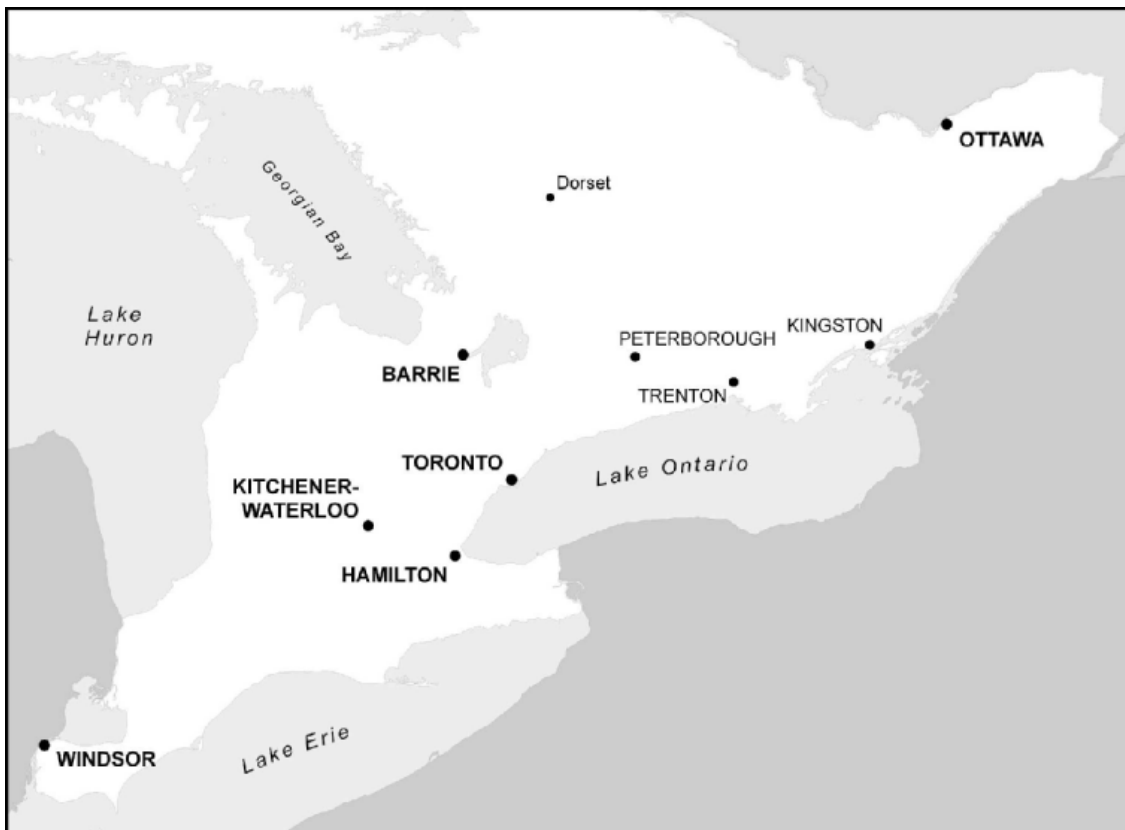 OTTAWA
Dorset
Georgian Bay
Lake
Huron
KINGSTON
PETERBOROUGH
BARRIE
TRENTON
TORONTO
Lake Ontario
KITCHENER-
WATERLOO
HAMILTON
Lake Erie
WINDSOR